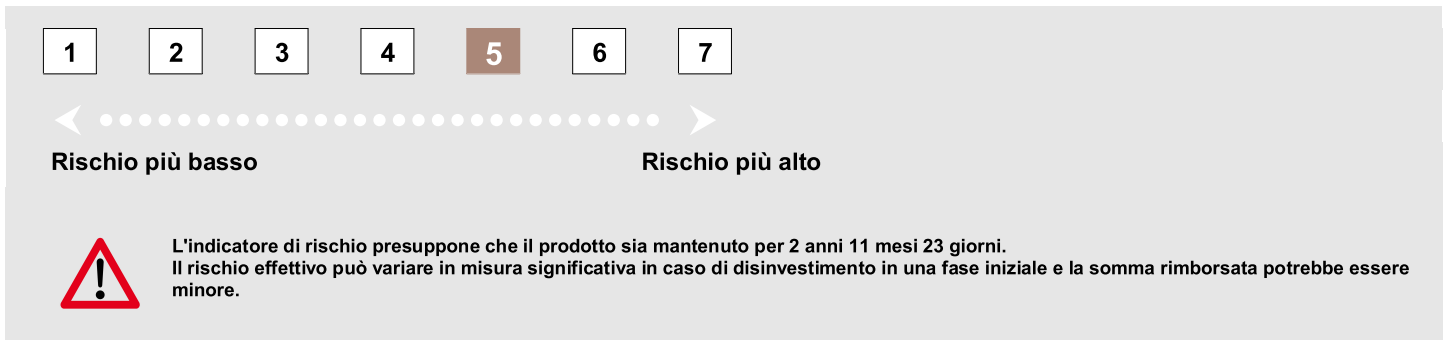 1 2 3 4 5 6 7
Rischio più basso Rischio più alto
L'indicatore di rischio presuppone che il prodotto sia mantenuto per 2 anni 11 mesi 23 giorni.
Il rischio effettivo può variare in misura significativa in caso di disinvestimento in una fase iniziale e la somma rimborsata potrebbe essere
minore.